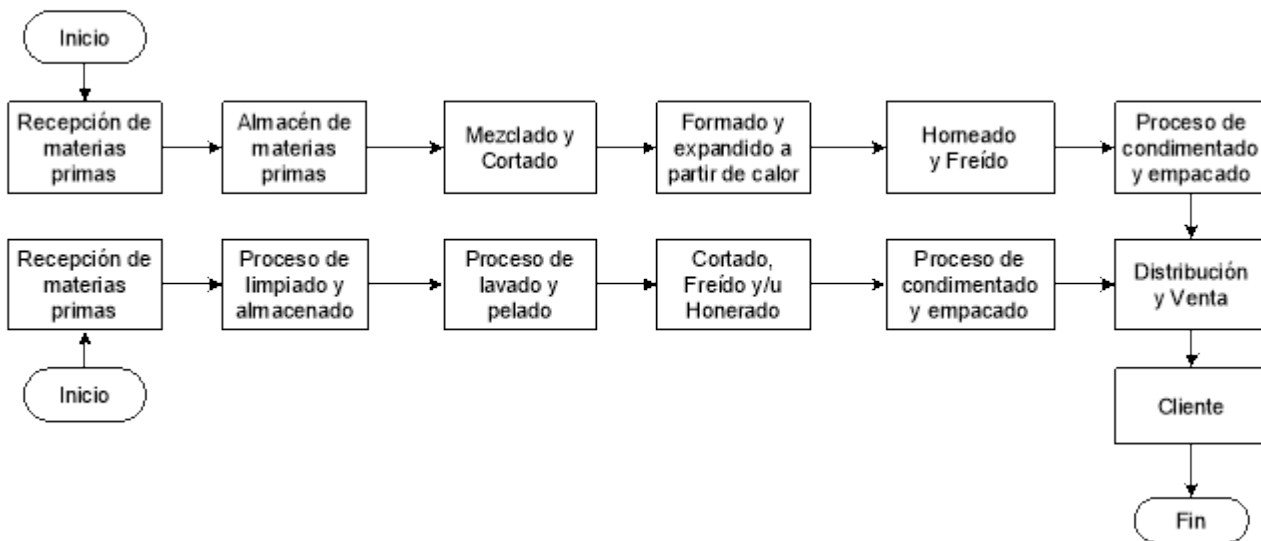 Inicio
Recepción de
materias
primas
Almacén de
materias
primas
Mezclado y
Cortado
Formado y
expandido a
partir de calor
Horneado
y Freído
Proceso de
condimentado
y empacado
Recepción de
materias
primas
Proceso de
limpiado y
almacenado
Proceso de
lavado y
pelado
Cortado,
Freído y/u
Honerado
Proceso de
condimentado
y empacado
Distribución
y Venta
Inicio
Cliente
Fin